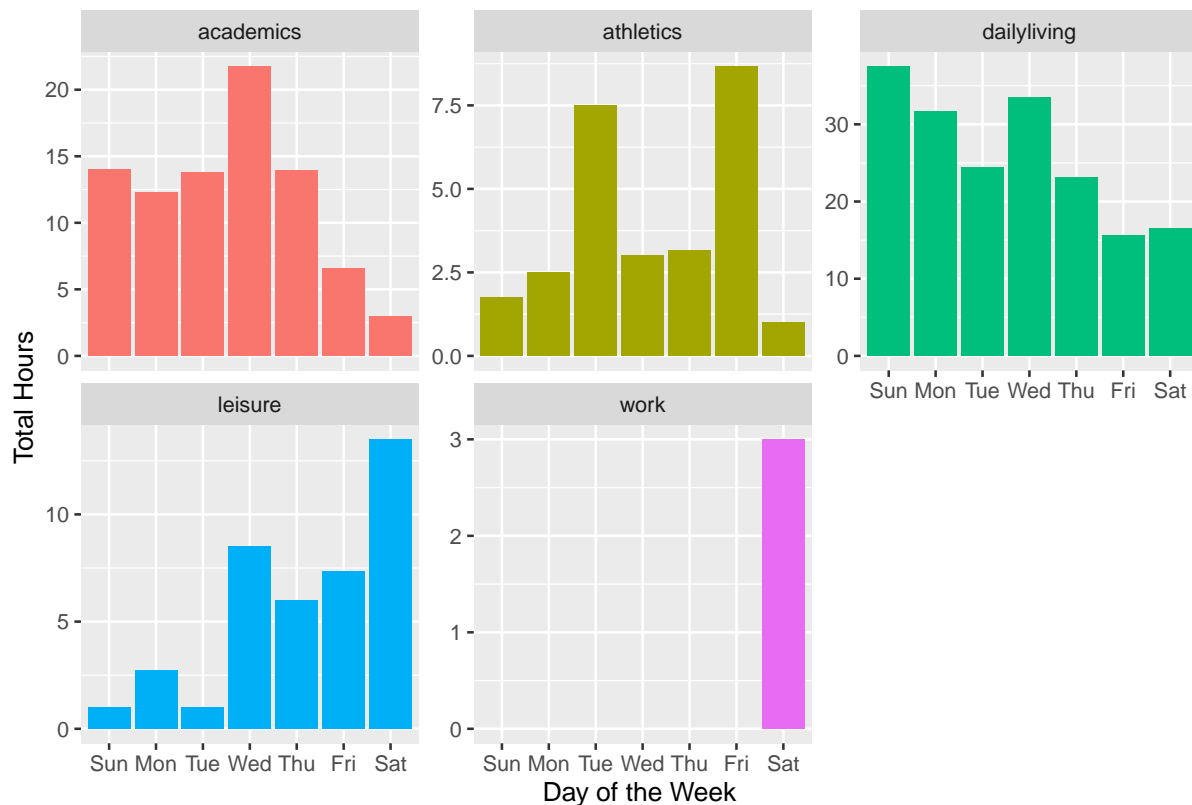 academics
athletics
dailyliving
20
15
10
5
0
7.5
5.0
2.5
0.0
30
20
10
0
Sun Mon Tue Wed Thu Fri Sat
Total Hours
leisure
work
10
5
0
3
2
1
0
Sun Mon Tue Wed Thu Fri Sat
Sun Mon Tue Wed Thu Fri Sat
Day of the Week